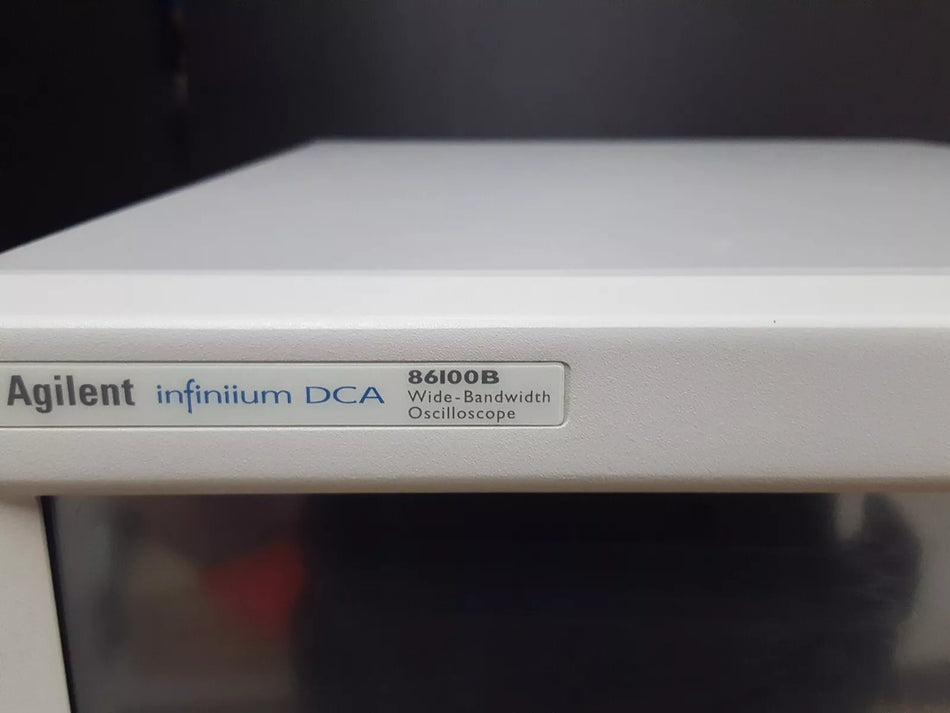 Agilent infiniium DCA 86100B
Wide-Bandwidth
Oscilloscope